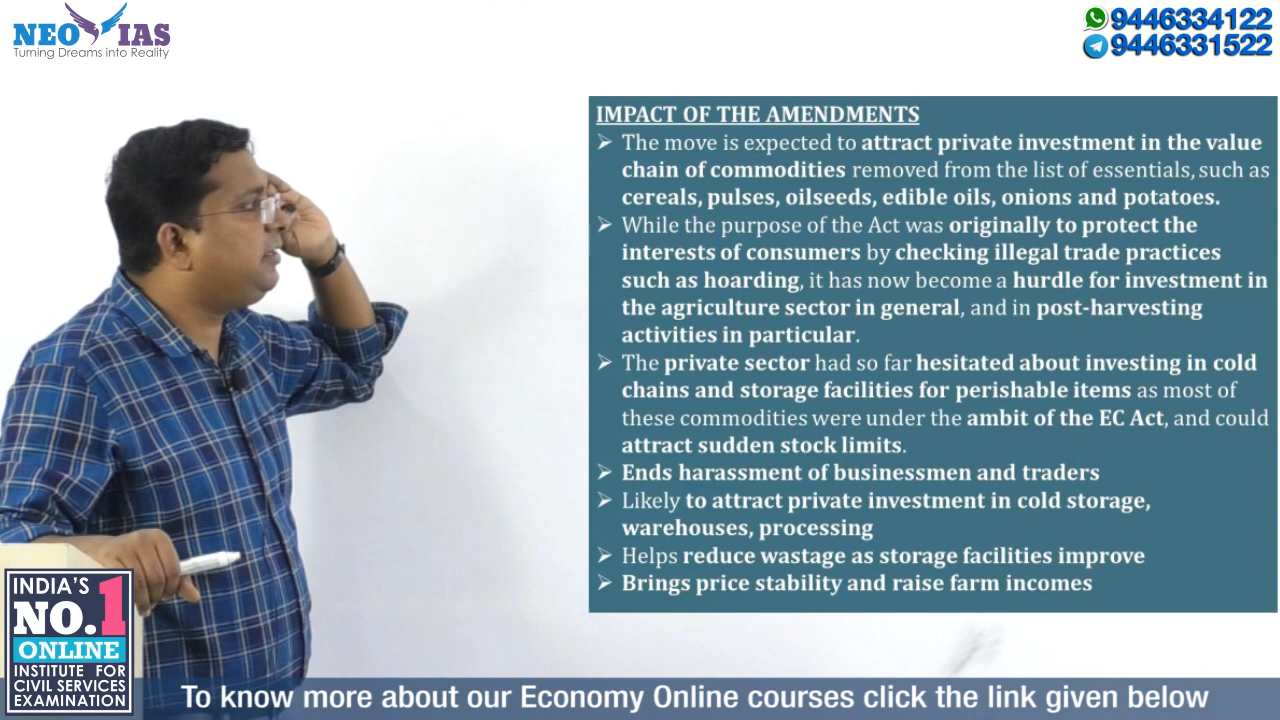 NEO IAS
Turning Dreams into Reality
9446334122
9446331522
IMPACT OF THE AMENDMENTS
➢ The move is expected to attract private investment in the value
chain of commodities removed from the list of essentials, such as
cereals, pulses, oilseeds, edible oils, onions and potatoes.
➢ While the purpose of the Act was originally to protect the
interests of consumers by checking illegal trade practices
such as hoarding, it has now become a hurdle for investment in
the agriculture sector in general, and in post-harvesting
activities in particular.
➢ The private sector had so far hesitated about investing in cold
chains and storage facilities for perishable items as most of
these commodities were under the ambit of the EC Act, and could
attract sudden stock limits.
➢ Ends harassment of businessmen and traders
➢ Likely to attract private investment in cold storage,
warehouses, processing
➢ Helps reduce wastage as storage facilities improve
➢ Brings price stability and raise farm incomes
INDIA'S
NO.1
ONLINE
INSTITUTE FOR
CIVIL SERVICES
EXAMINATION
To know more about our Economy Online courses click the link given below